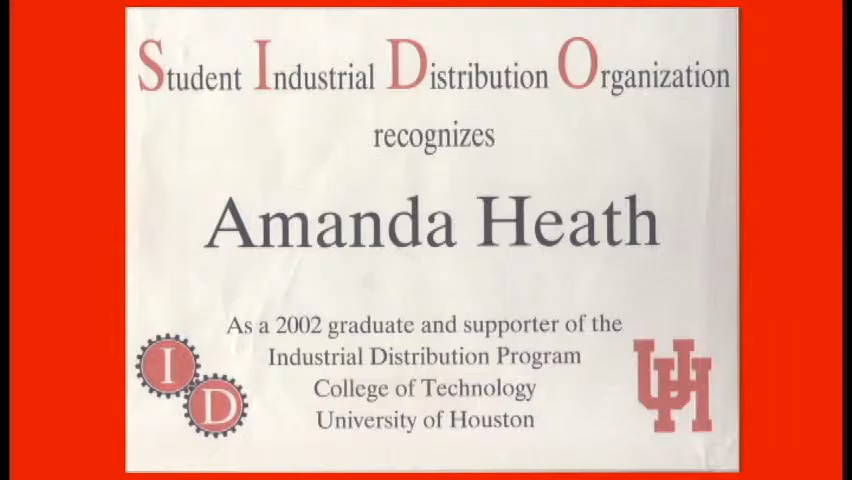 Student Industrial Distribution Organization
recognizes
Amanda Heath
As a 2002 graduate and supporter of the
Industrial Distribution Program
College of Technology
University of Houston
I
D
UH